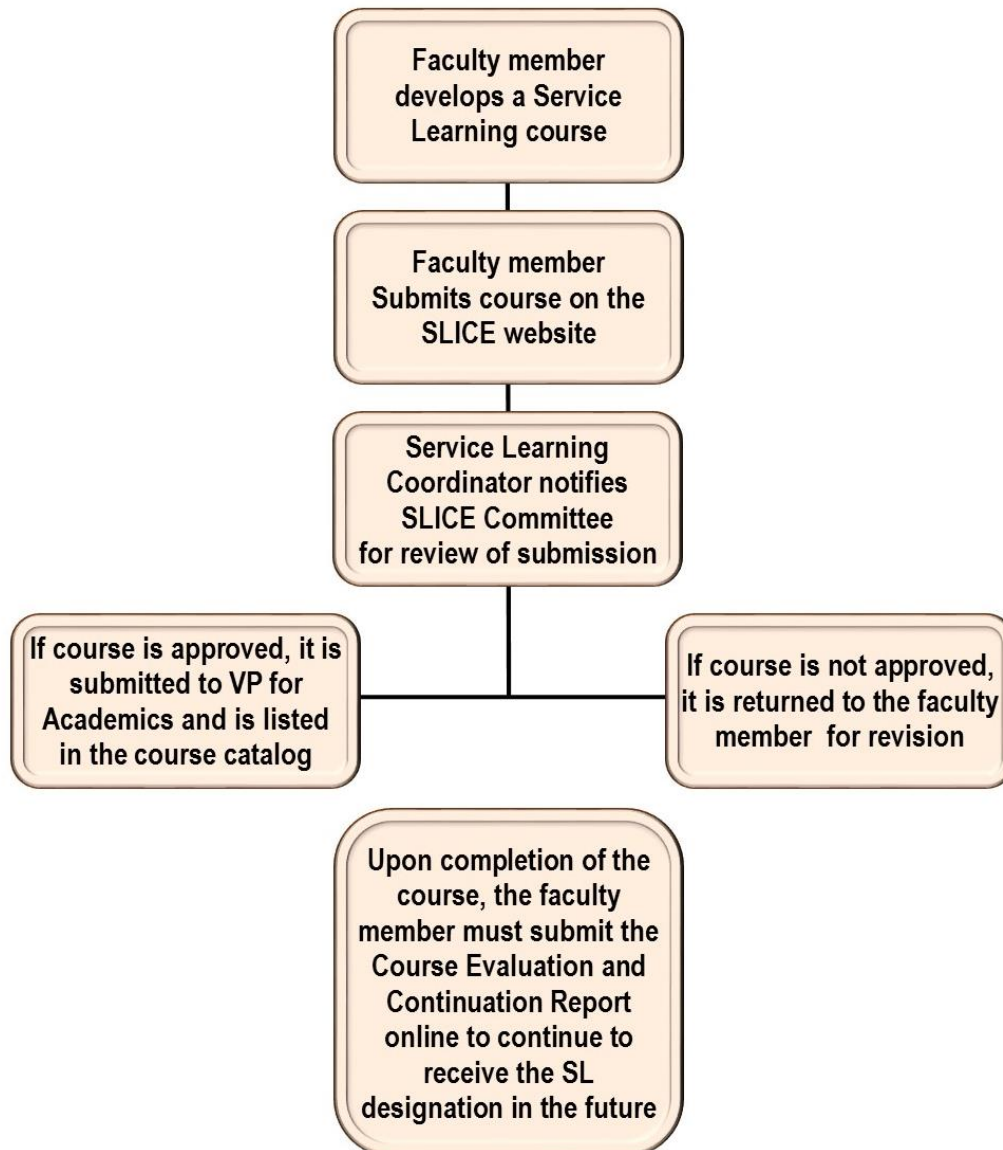 Faculty member
develops a Service
Learning course
Faculty member
Submits course on the
SLICE website
Service Learning
Coordinator notifies
SLICE Committee
for review of submission
If course is approved, it is
submitted to VP for
Academics and is listed
in the course catalog
If course is not approved,
it is returned to the faculty
member for revision
Upon completion of the
course, the faculty
member must submit the
Course Evaluation and
Continuation Report
online to continue to
receive the SL
designation in the future